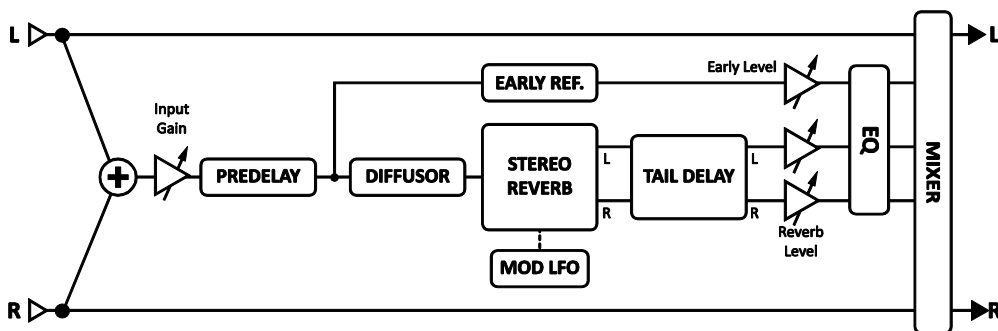 L
L
EARLY REF.
Early Level
Input
Gain
+
PREDELAY
DIFFUSOR
STEREO
REVERB
L
R
TAIL DELAY
L
R
EQ
MIXER
Reverb
Level
MOD LFO
R
R